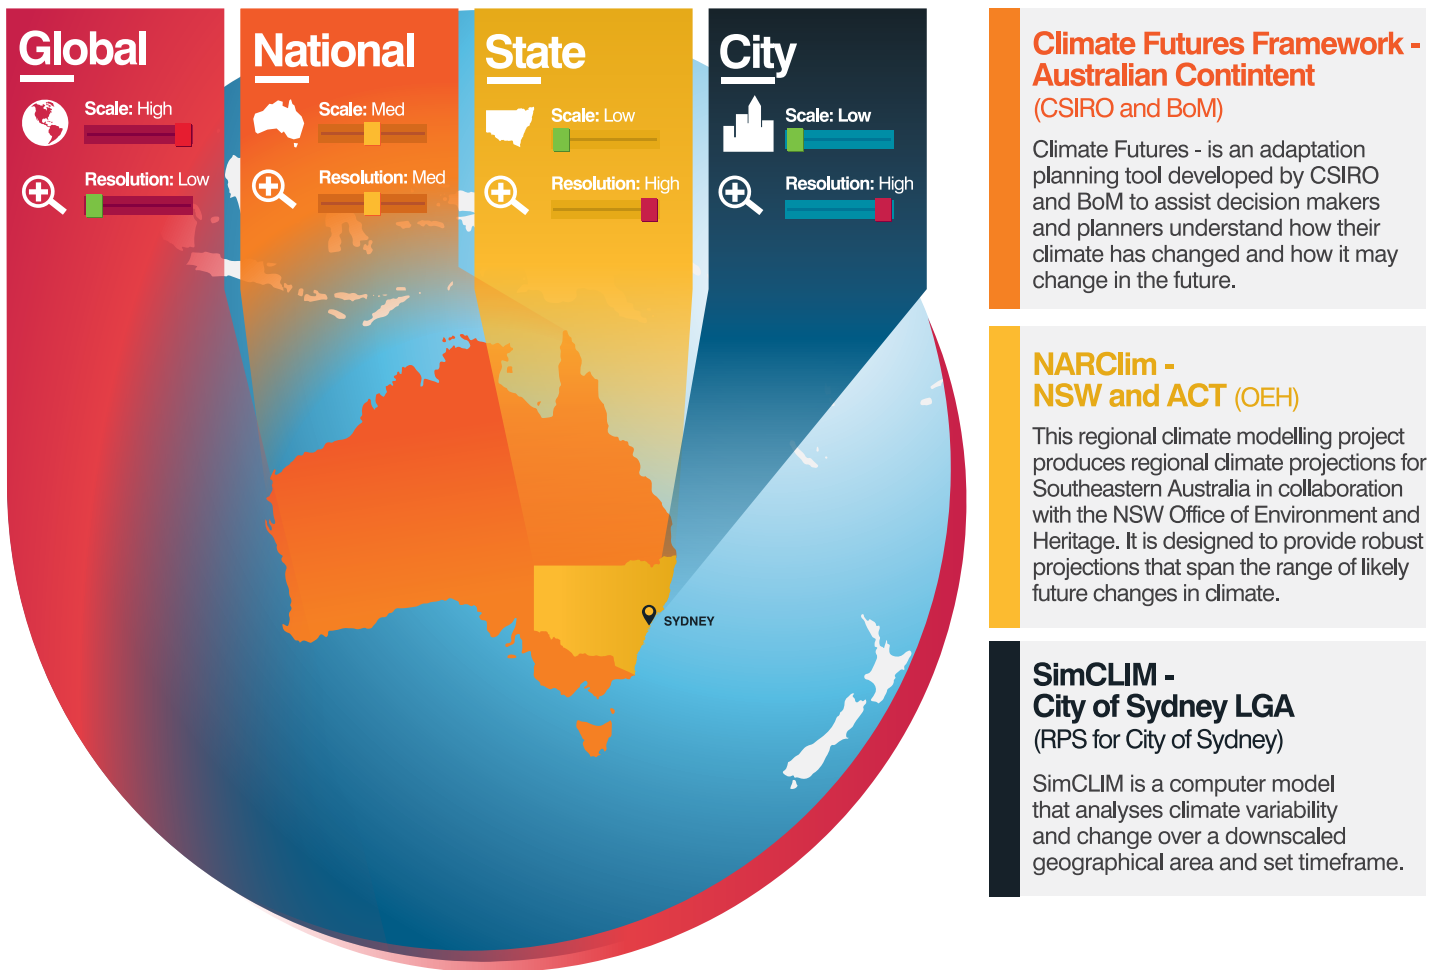 Global
Scale: High
Resolution: Low
National
Scale: Med
Resolution: Med
State
Scale: Low
Resolution: High
City
Scale: Low
Resolution: High
SYDNEY
Climate Futures Framework -
Australian Contintent
(CSIRO and BoM)
Climate Futures - is an adaptation
planning tool developed by CSIRO
and BoM to assist decision makers
and planners understand how their
climate has changed and how it may
change in the future.
NARClim -
NSW and ACT (OEH)
This regional climate modelling project
produces regional climate projections for
Southeastern Australia in collaboration
with the NSW Office of Environment and
Heritage. It is designed to provide robust
projections that span the range of likely
future changes in climate.
SimCLIM -
City of Sydney LGA
(RPS for City of Sydney)
SimCLIM is a computer model
that analyses climate variability
and change over a downscaled
geographical area and set timeframe.